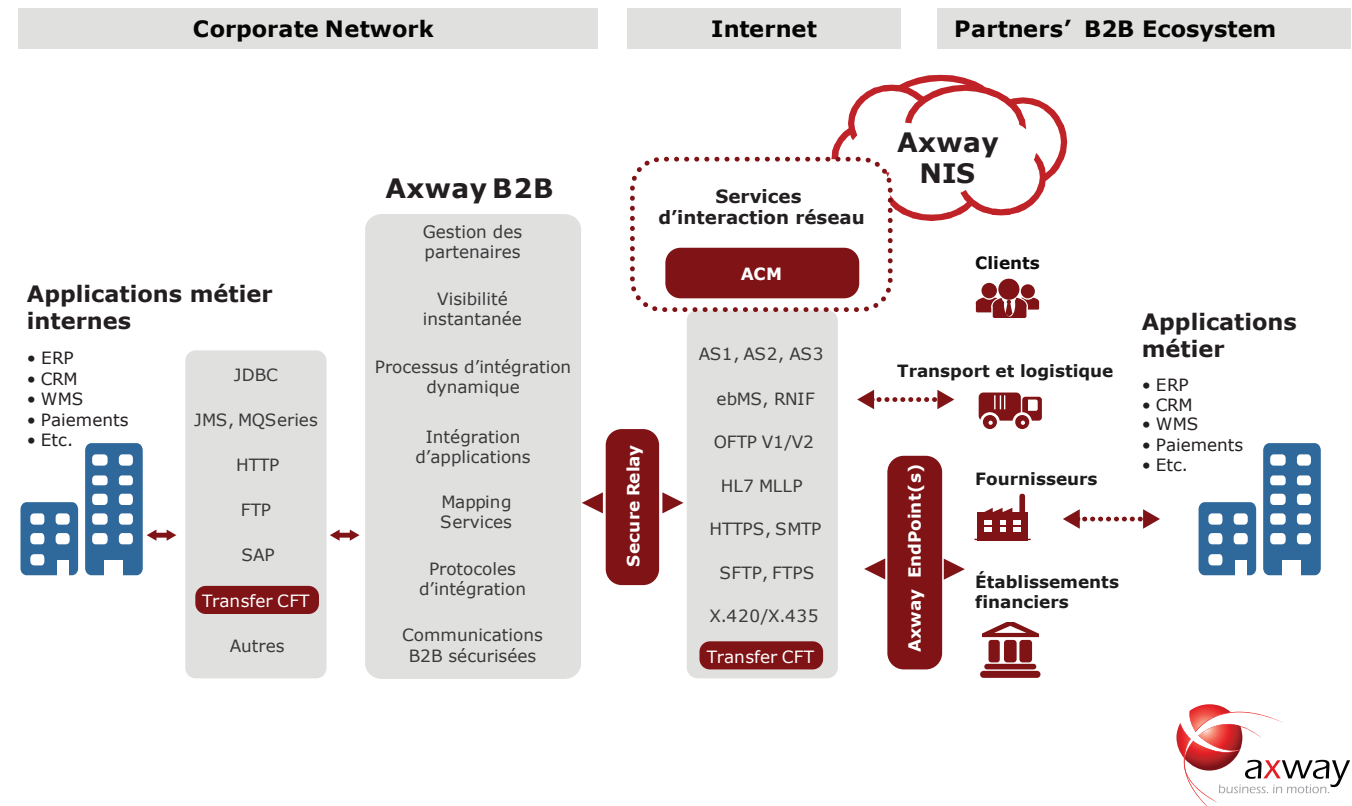 Corporate Network
Internet
Partners’ B2B Ecosystem
Axway
NIS
Axway B2B
Gestion des
partenaires
Visibilité
instantanée
Processus d’intégration
dynamique
Intégration
d’applications
Mapping
Services
Protocoles
d’intégration
Communications
B2B sécurisées
Applications métier
internes
• ERP
• CRM
• WMS
• Paiements
• Etc.
JDBC
JMS, MQSeries
HTTP
FTP
SAP
Transfer CFT
Autres
Secure Relay
Services
d’interaction réseau
ACM
AS1, AS2, AS3
ebMS, RNIF
OFTP V1/V2
HL7 MLLP
HTTPS, SMTP
SFTP, FTPS
X.420/X.435
Transfer CFT
Axway EndPoint(s)
Clients
Transport et logistique
Fournisseurs
Établissements
financiers
Applications
métier
• ERP
• CRM
• WMS
• Paiements
• Etc.
axway
business. in motion.